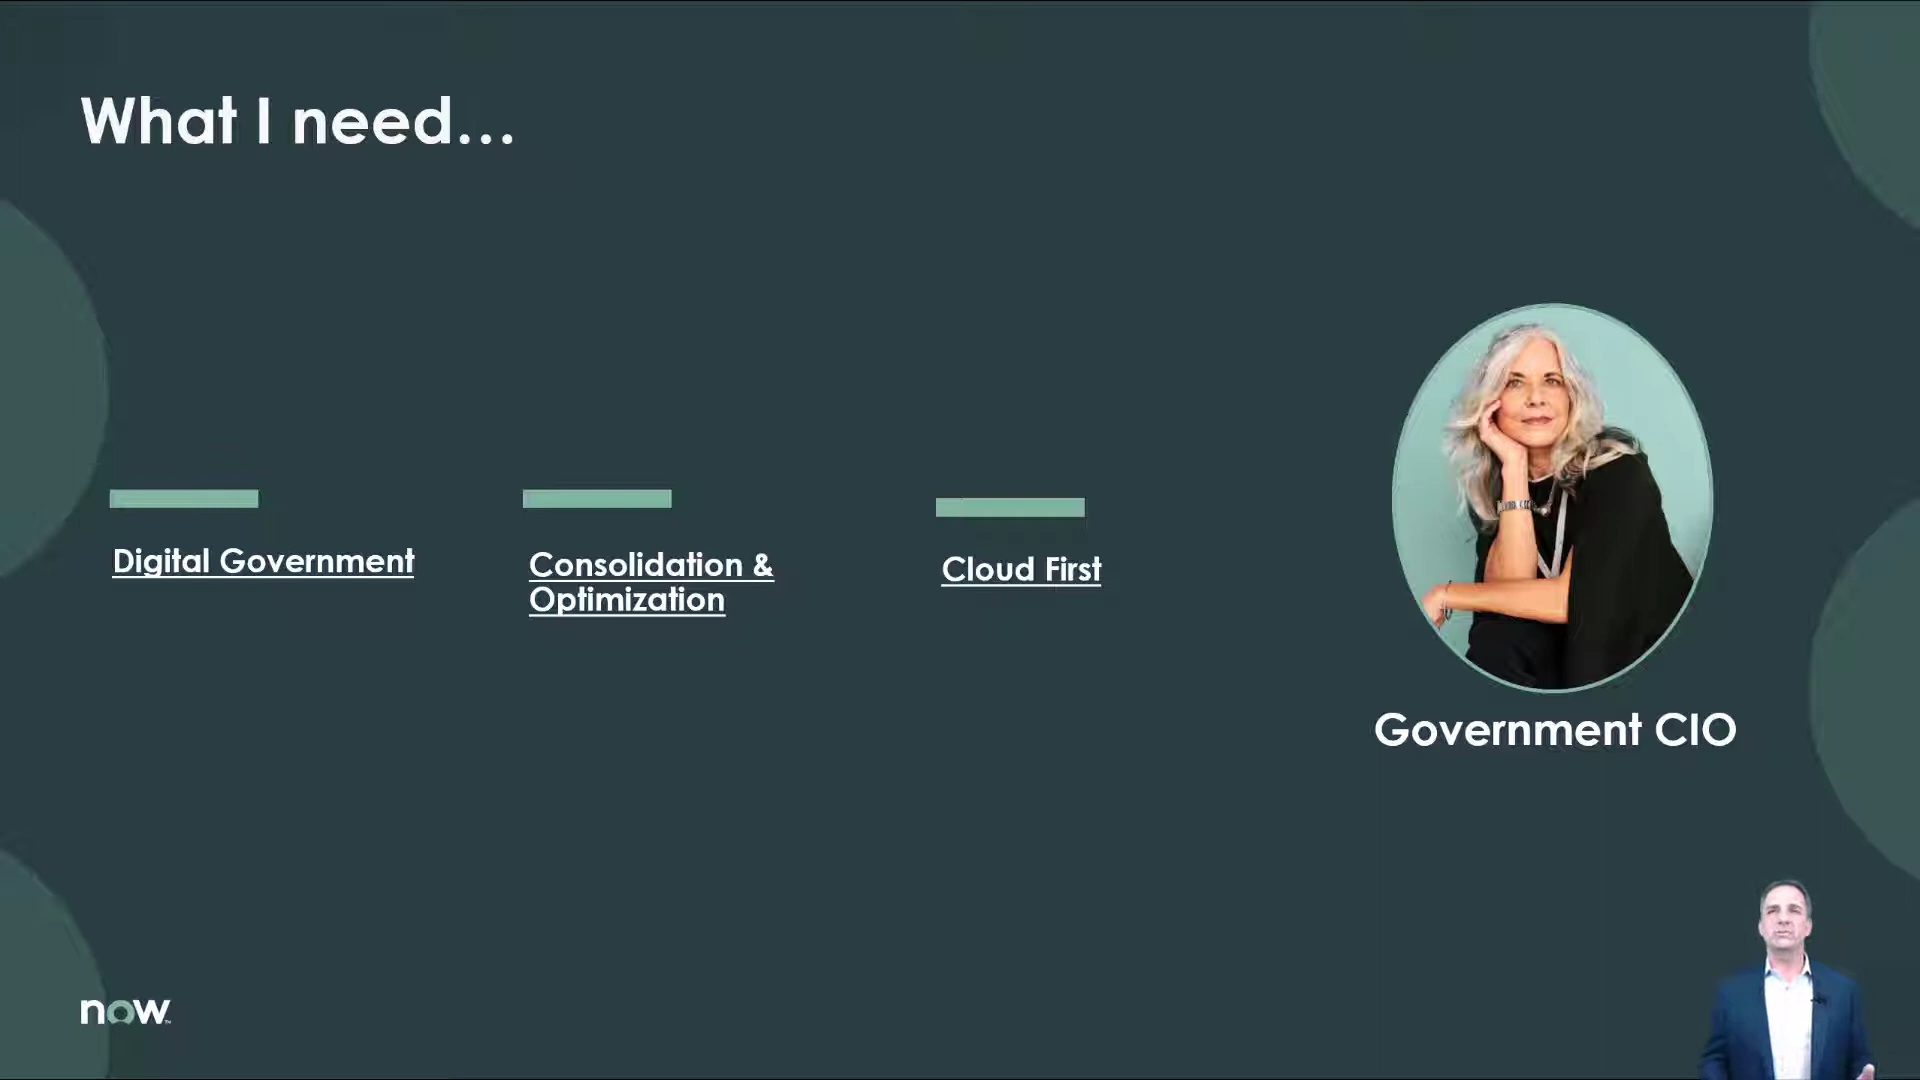 What I need...
Digital Government
Consolidation &
Optimization
Cloud First
Government CIO
now